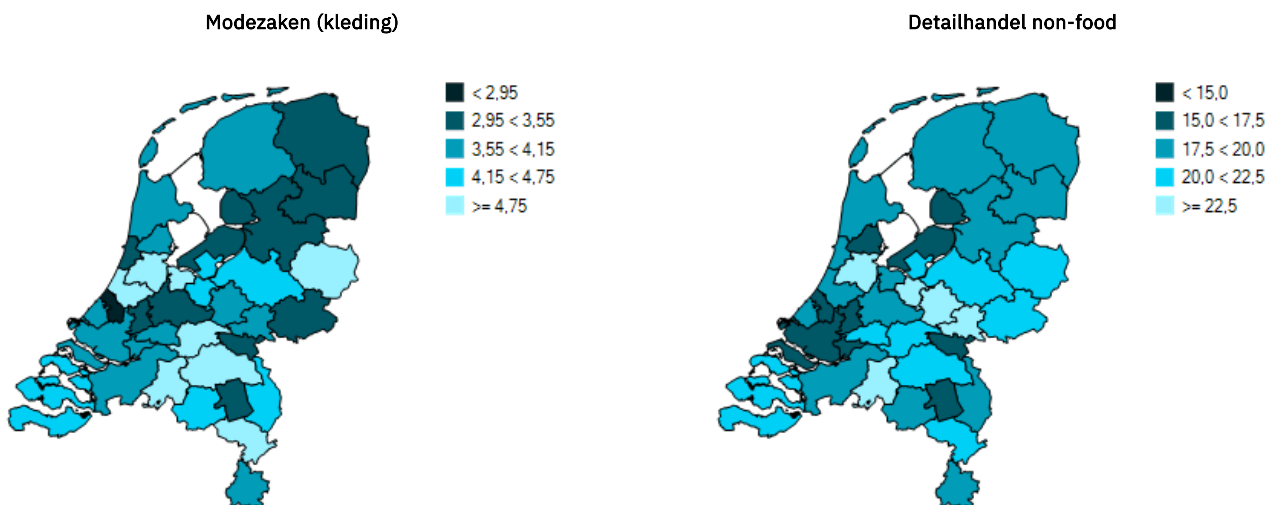 Modezaken (kleding)
< 2,95
2,95 < 3,55
3,55 < 4,15
4,15 < 4,75
>= 4,75
Detailhandel non-food
< 15,0
15,0 < 17,5
17,5 < 20,0
20,0 < 22,5
>= 22,5